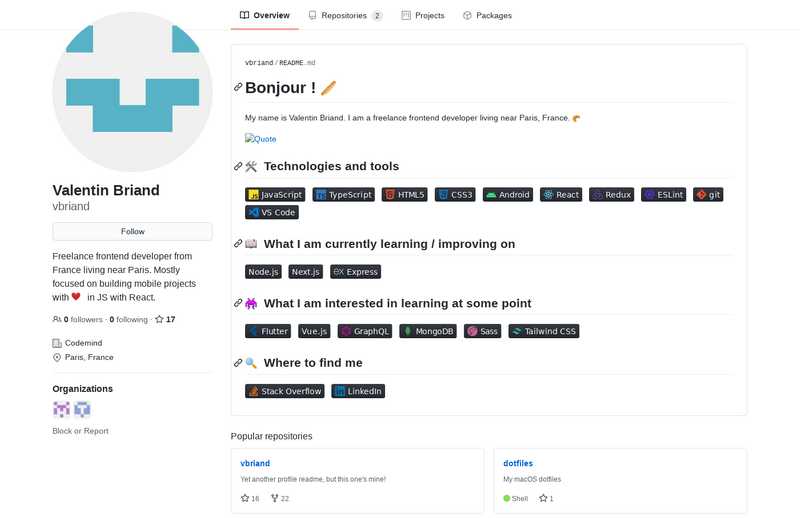 Overview
Repositories 2
Projects
Packages
Valentin Briand
vbriand
Follow
Freelance frontend developer from
France living near Paris. Mostly
focused on building mobile projects
with ❤️ in JS with React.
0 followers · 0 following · 17
Codemind
Paris, France
Organizations
Block or Report
vbriand / README.md
Bonjour ! 🥖
My name is Valentin Briand. I am a freelance frontend developer living near Paris, France. 🥐
Quote
🛠 Technologies and tools
JavaScript TypeScript HTML5 CSS3 Android React Redux ESLint git
VS Code
📖 What I am currently learning / improving on
Node.js Next.js ex Express
👾 What I am interested in learning at some point
Flutter Vue.js GraphQL MongoDB Sass Tailwind CSS
🔍 Where to find me
Stack Overflow LinkedIn
Popular repositories
vbriand
Yet another profile readme, but this one's mine!
16 22
dotfiles
My macOS dotfiles
Shell 1